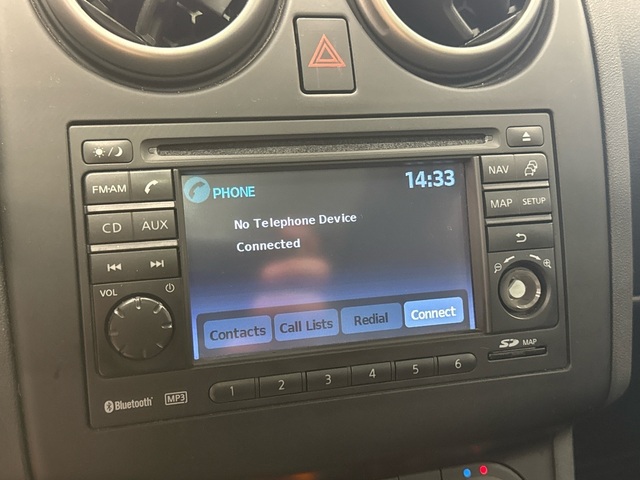 PHONE
14:33
No Telephone Device
Connected
Contacts
Call Lists
Redial
Connect
FM·AM
CD
AUX
VOL
NAV
MAP
SETUP
SD MAP
Bluetooth
MP3
1
2
3
4
5
6